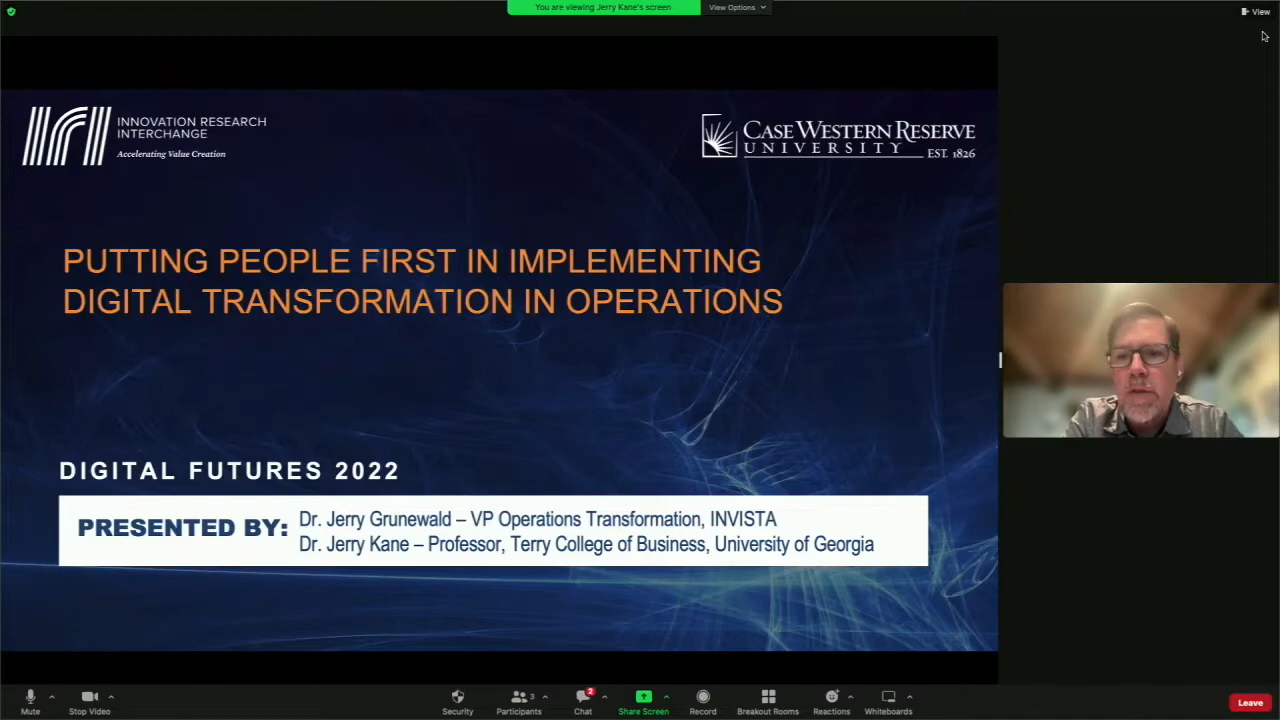 You are viewing Jerry Kane's screen
View Options
View
INNOVATION RESEARCH
INTERCHANGE
Accelerating Value Creation
CASE WESTERN RESERVE
UNIVERSITY
EST. 1826
PUTTING PEOPLE FIRST IN IMPLEMENTING
DIGITAL TRANSFORMATION IN OPERATIONS
DIGITAL FUTURES 2022
PRESENTED BY:
Dr. Jerry Grunewald – VP Operations Transformation, INVISTA
Dr. Jerry Kane – Professor, Terry College of Business, University of Georgia
Mute
Stop Video
Security
Participants
3
Chat
2
Share Screen
Record
Breakout Rooms
Reactions
Whiteboards
Leave